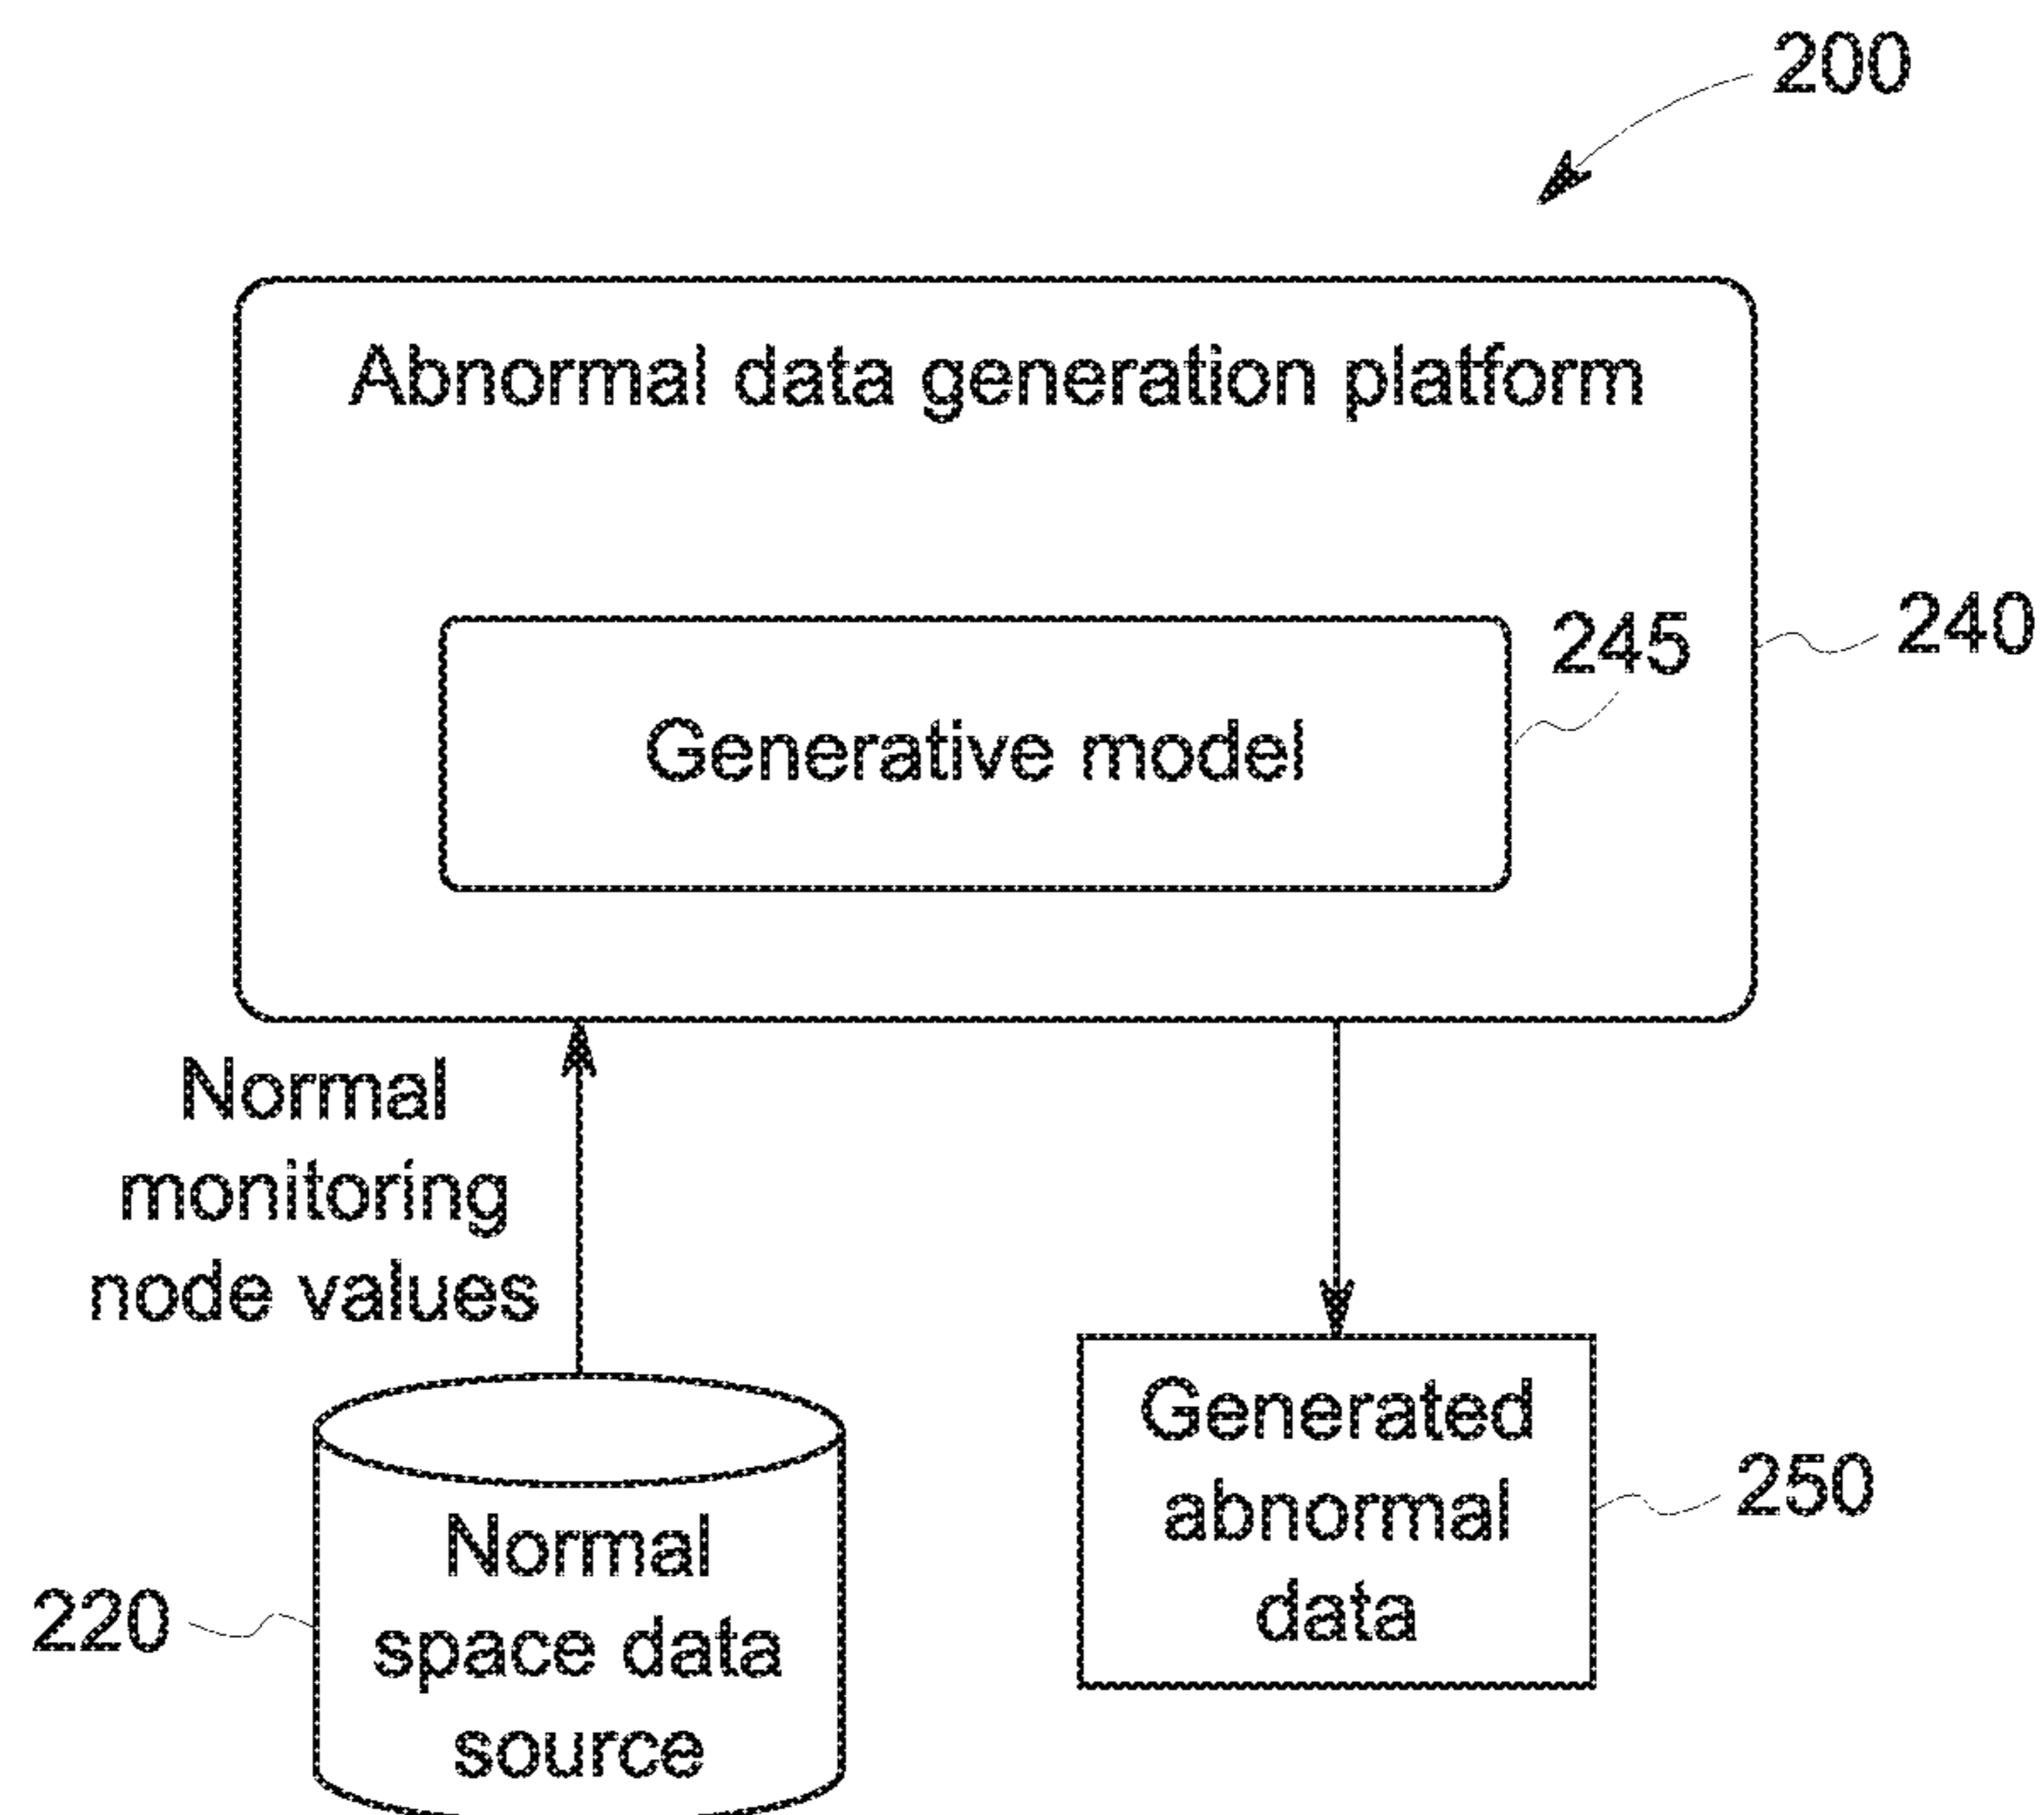 200
Abnormal data generation platform
245
240
Generative model
Normal
monitoring
node values
Generated
abnormal
data
250
Normal
space data
source
220